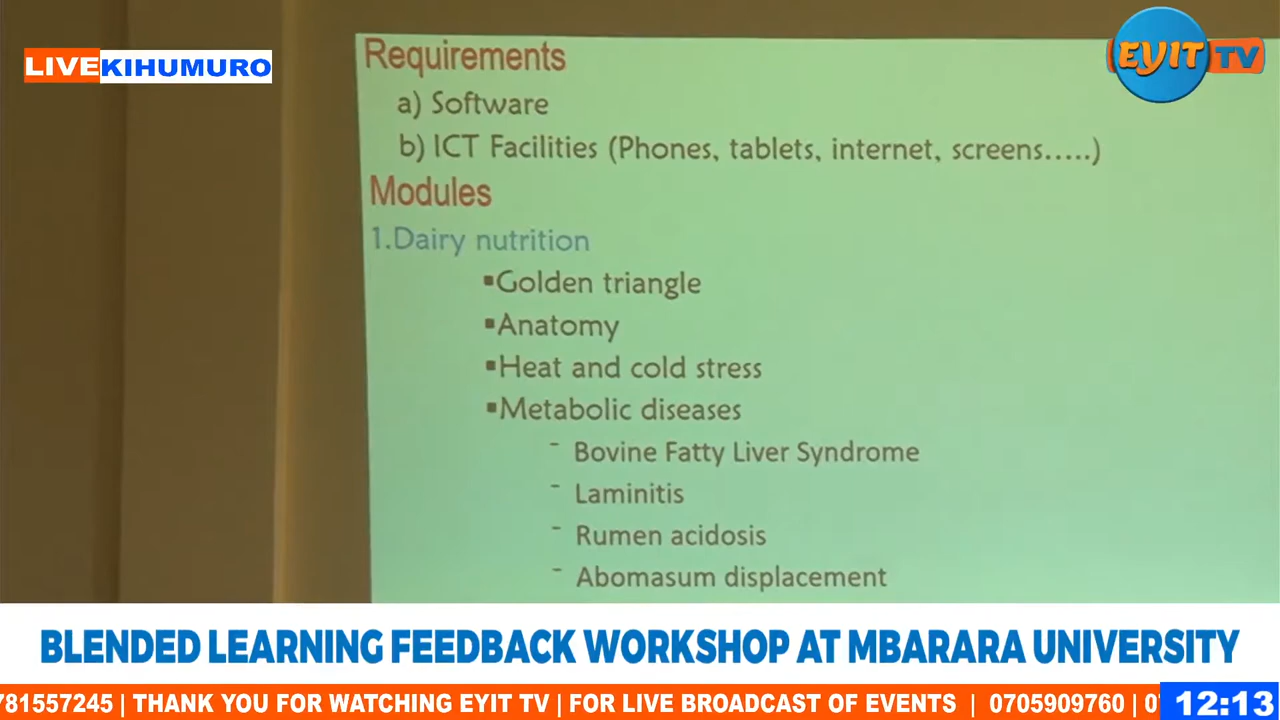 LIVE KIHUMURO
EYIT TV
Requirements
a) Software
b) ICT Facilities (Phones, tablets, internet, screens.....)
Modules
1.Dairy nutrition
▪Golden triangle
▪Anatomy
▪Heat and cold stress
▪Metabolic diseases
- Bovine Fatty Liver Syndrome
- Laminitis
- Rumen acidosis
- Abomasum displacement
BLENDED LEARNING FEEDBACK WORKSHOP AT MBARARA UNIVERSITY
781557245 | THANK YOU FOR WATCHING EYIT TV | FOR LIVE BROADCAST OF EVENTS | 0705909760 |
12:13